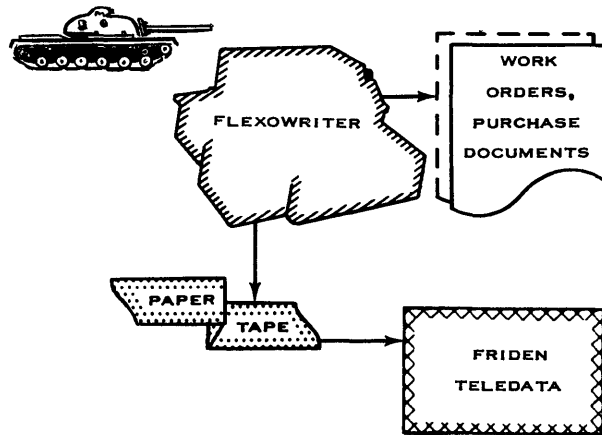 FLEXOWRITER
WORK
ORDERS,
PURCHASE
DOCUMENTS
PAPER
TAPE
FRIDEN
TELEDATA